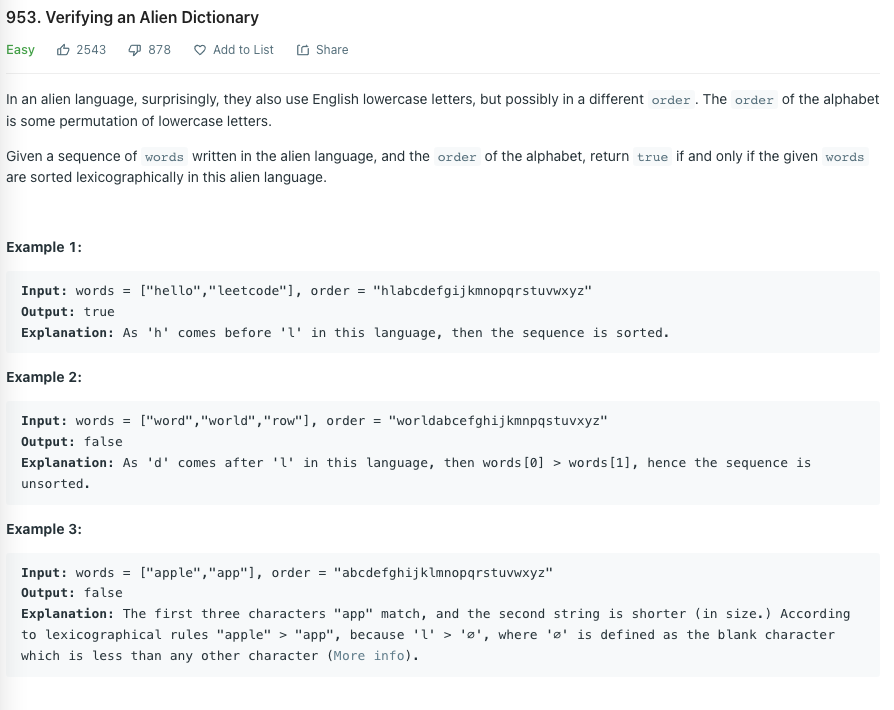 953. Verifying an Alien Dictionary
Easy 2543 878 Add to List Share
In an alien language, surprisingly, they also use English lowercase letters, but possibly in a different order. The order of the alphabet
is some permutation of lowercase letters.
Given a sequence of words written in the alien language, and the order of the alphabet, return true if and only if the given words
are sorted lexicographically in this alien language.
Example 1:
Input: words = ["hello","leetcode"], order = "hlabcdefgijkmnopqrstuvwxyz"
Output: true
Explanation: As 'h' comes before 'l' in this language, then the sequence is sorted.
Example 2:
Input: words = ["word","world","row"], order = "worldabcefghijkmnpqstuvxyz"
Output: false
Explanation: As 'd' comes after 'l' in this language, then words[0] > words[1], hence the sequence is
unsorted.
Example 3:
Input: words = ["apple","app"], order = "abcdefghijklmnopqrstuvwxyz"
Output: false
Explanation: The first three characters "app" match, and the second string is shorter (in size.) According
to lexicographical rules "apple" > "app", because 'l' > '∅', where '∅' is defined as the blank character
which is less than any other character (More info).